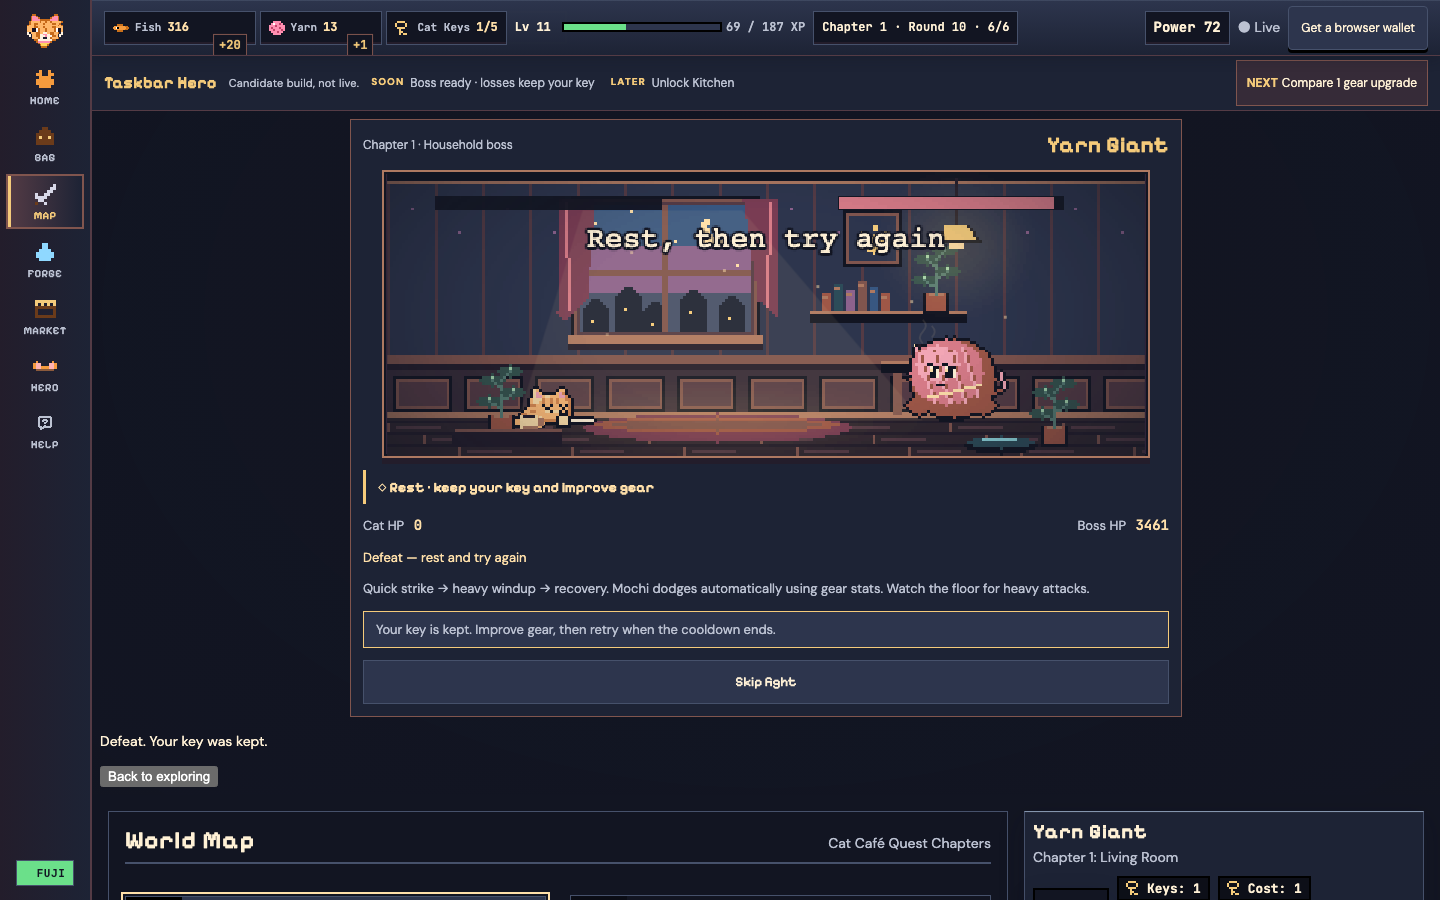 Fish 316
+20
Yarn 13
+1
Cat Keys 1/5
Lv 11
69 / 187 XP
Chapter 1 · Round 10 · 6/6
Power 72
Live
Get a browser wallet
Taskbar Hero
Candidate build, not live.
SOON Boss ready · losses keep your key
LATER Unlock Kitchen
NEXT Compare 1 gear upgrade
HOME
BAG
MAP
FORGE
MARKET
HERO
HELP
FUJI
Chapter 1 · Household boss
Yarn Giant
Rest, then try again
◇ Rest · keep your key and improve gear
Cat HP 0
Boss HP 3461
Defeat — rest and try again
Quick strike → heavy windup → recovery. Mochi dodges automatically using gear stats. Watch the floor for heavy attacks.
Your key is kept. Improve gear, then retry when the cooldown ends.
Skip fight
Defeat. Your key was kept.
Back to exploring
World Map
Cat Café Quest Chapters
Yarn Giant
Chapter 1: Living Room
Keys: 1
Cost: 1